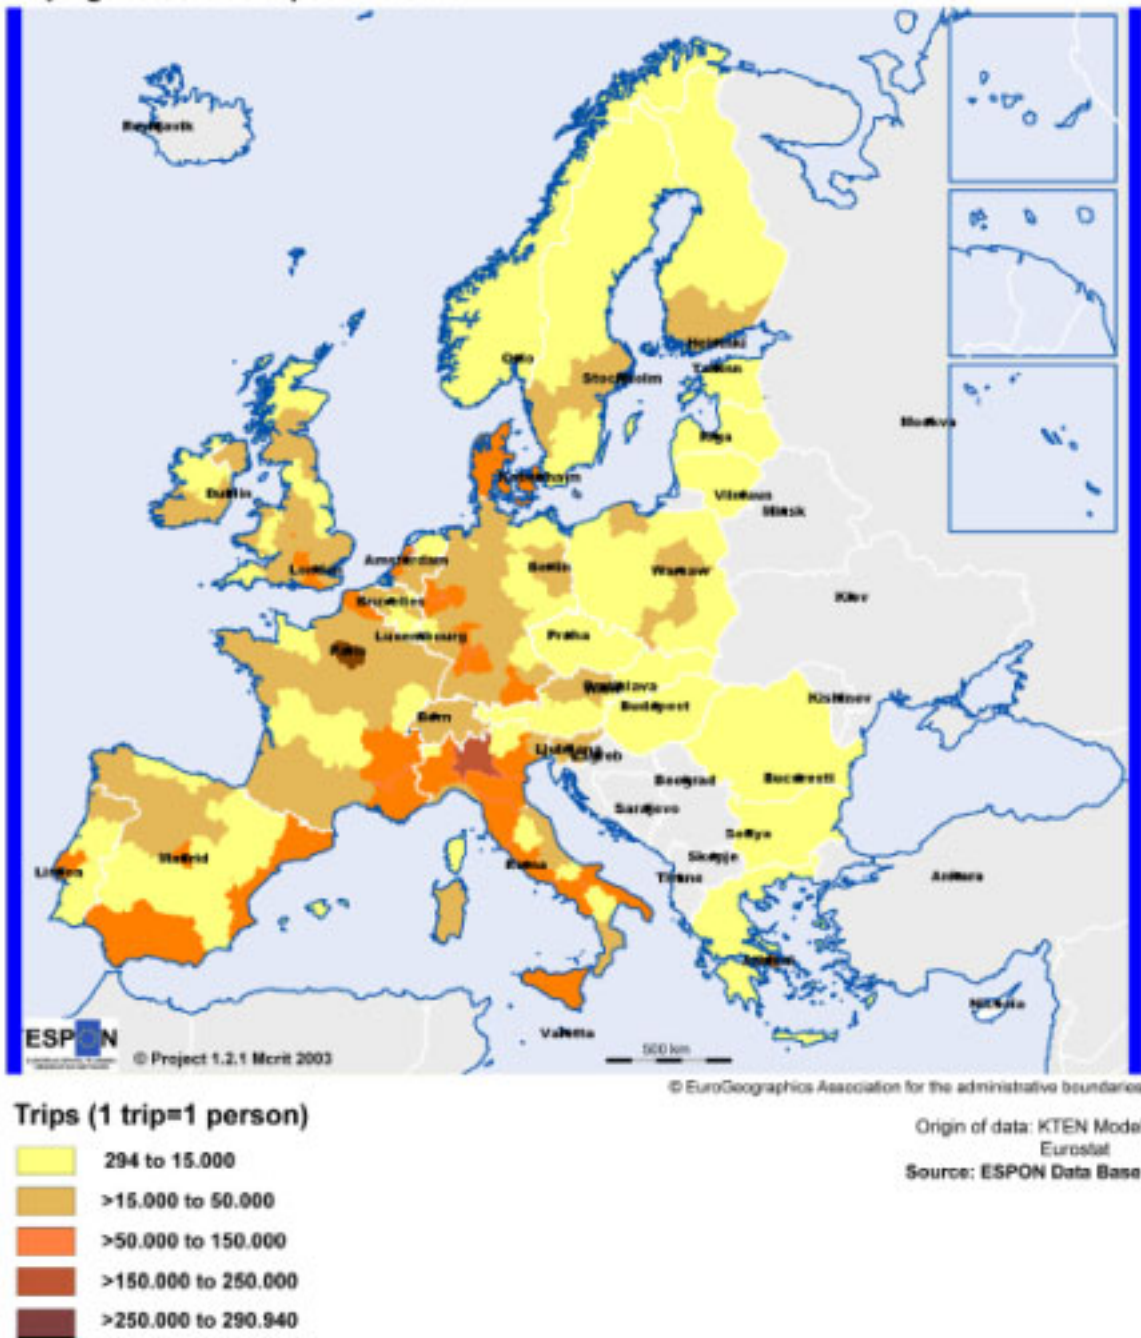 Reykjavik
Oslo
Helsinki
Stockholm
Tallinn
Moskva
Riga
Dublin
Vilnius
Minsk
Amsterdam
London
Berlin
Warsaw
Kiev
Bruxelles
Luxembourg
Praha
Paris
Kishinev
Bern
Budapest
Ljubljana
Zagreb
Beograd
Bucuresti
Sarajevo
Sofiya
Skopje
Madrid
Roma
Lisboa
Tirana
Ankara
Nicosia
Valletta
ESPON
© Project 1.2.1 Mcrit 2003
500 km
© EuroGeographics Association for the administrative boundaries
Trips (1 trip=1 person)
Origin of data: KTEN Model
Eurostat
Source: ESPON Data Base
294 to 15.000
>15.000 to 50.000
>50.000 to 150.000
>150.000 to 250.000
>250.000 to 290.940